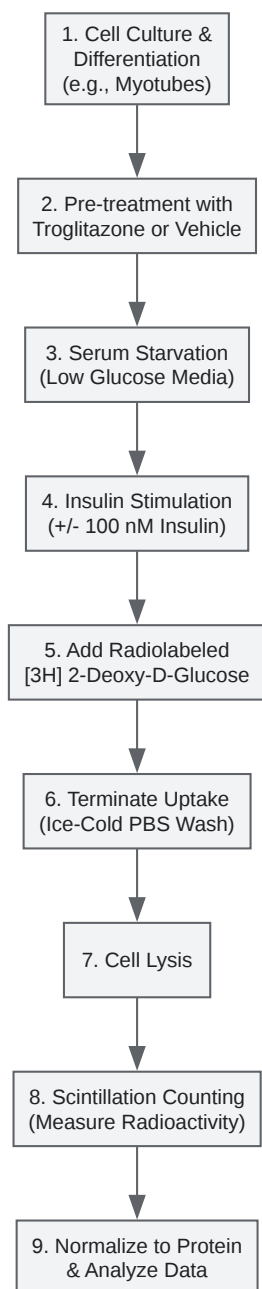 1. Cell Culture &
Differentiation
(e.g., Myotubes)
2. Pre-treatment with
Troglitazone or Vehicle
3. Serum Starvation
(Low Glucose Media)
4. Insulin Stimulation
(+/- 100 nM Insulin)
5. Add Radiolabeled
[3H] 2-Deoxy-D-Glucose
6. Terminate Uptake
(Ice-Cold PBS Wash)
7. Cell Lysis
8. Scintillation Counting
(Measure Radioactivity)
9. Normalize to Protein
& Analyze Data